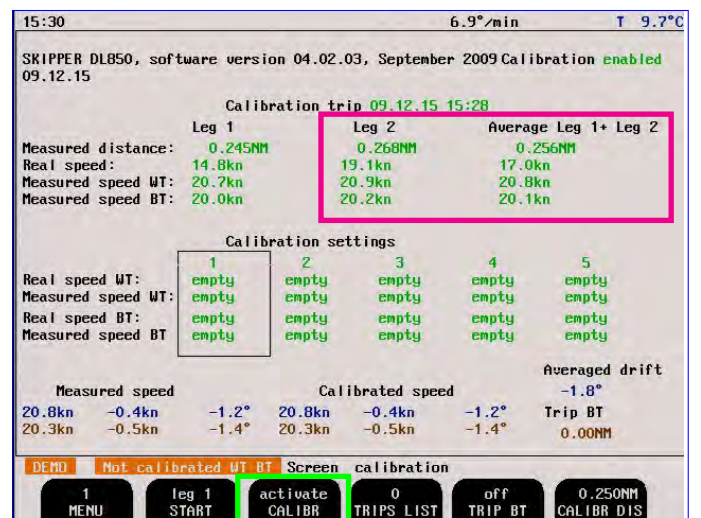 15:30 6.9°/min T 9.7°C
SKIPPER DL850, software version 04.02.03, September 2009 Calibration enabled
09.12.15
Calibration trip 09.12.15 15:28
Leg 1 Leg 2 Average Leg 1+ Leg 2
Measured distance: 0.245NM 0.268NM 0.256NM
Real speed: 14.8kn 19.1kn 17.0kn
Measured speed WT: 20.7kn 20.9kn 20.8kn
Measured speed BT: 20.0kn 20.2kn 20.1kn
Calibration settings
1 2 3 4 5
Real speed WT: empty empty empty empty empty
Measured speed WT: empty empty empty empty empty
Real speed BT: empty empty empty empty empty
Measured speed BT empty empty empty empty empty
Averaged drift
Measured speed Calibrated speed -1.8°
20.8kn -0.4kn -1.2° 20.8kn -0.4kn -1.2° Trip BT
20.3kn -0.5kn -1.4° 20.3kn -0.5kn -1.4° 0.00NM
DEMO Not calibrated WT BT Screen calibration
1 leg 1 activate 0 off 0.250NM
MENU START CALIBR TRIPS LIST TRIP BT CALIBR DIS